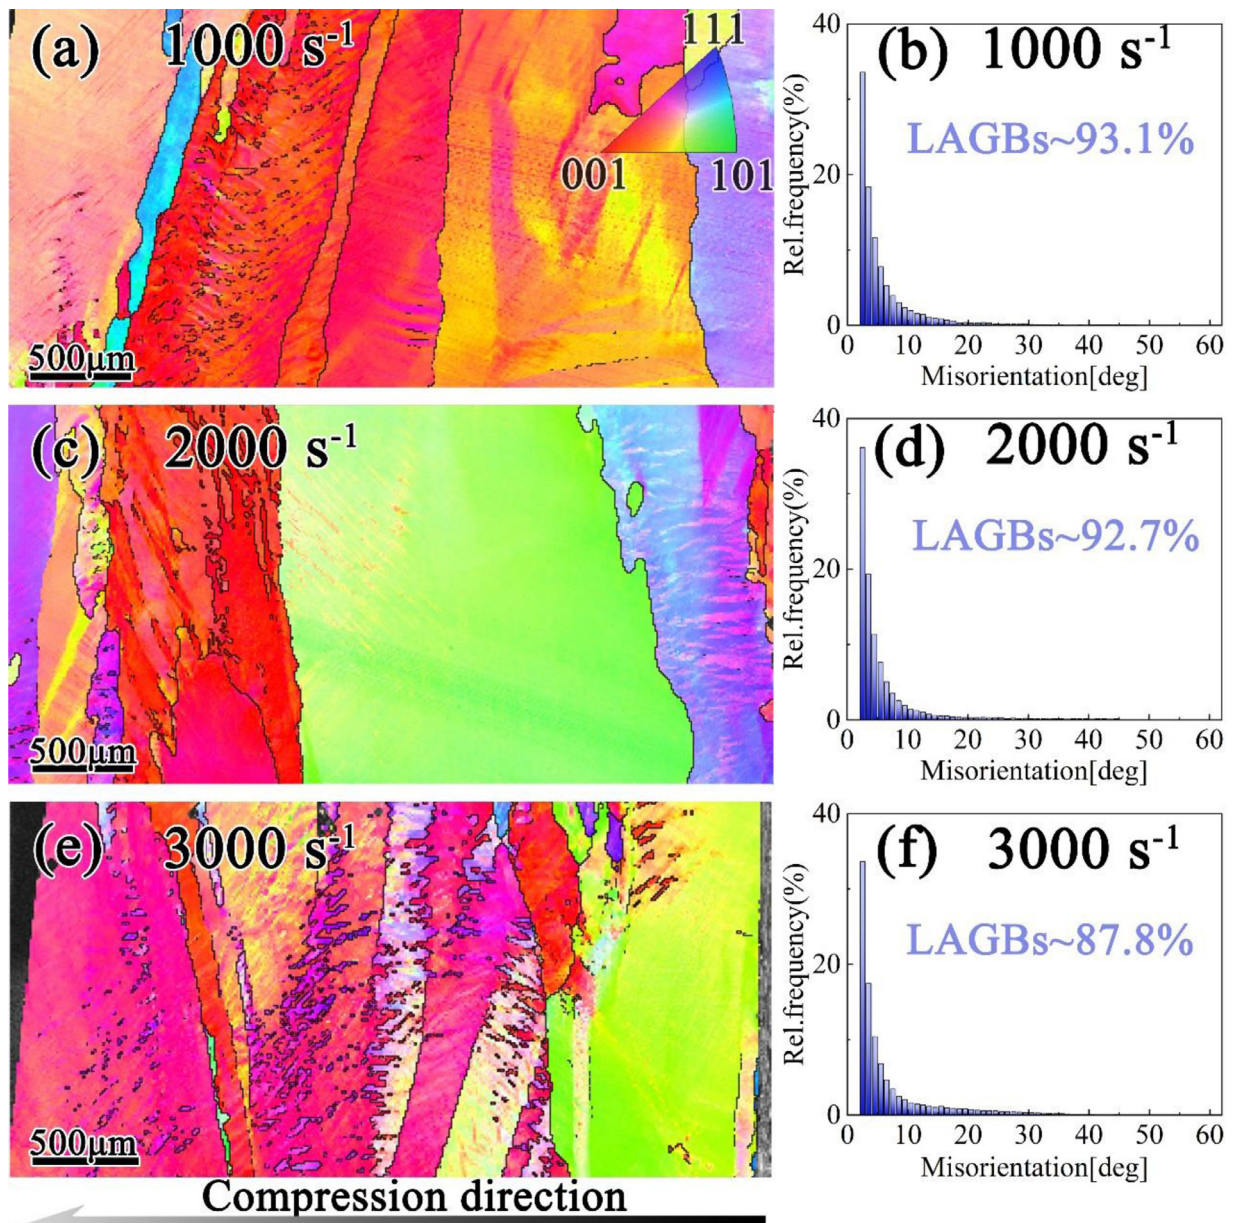 (a) 1000 s⁻¹
111
001
101
500μm
40
20
0
Rel.frequency(%)
(b) 1000 s⁻¹
LAGBs~93.1%
0 10 20 30 40 50 60
Misorientation[deg]
(c) 2000 s⁻¹
500μm
40
20
0
Rel.frequency(%)
(d) 2000 s⁻¹
LAGBs~92.7%
0 10 20 30 40 50 60
Misorientation[deg]
(e) 3000 s⁻¹
500μm
40
20
0
Rel.frequency(%)
(f) 3000 s⁻¹
LAGBs~87.8%
0 10 20 30 40 50 60
Misorientation[deg]
Compression direction